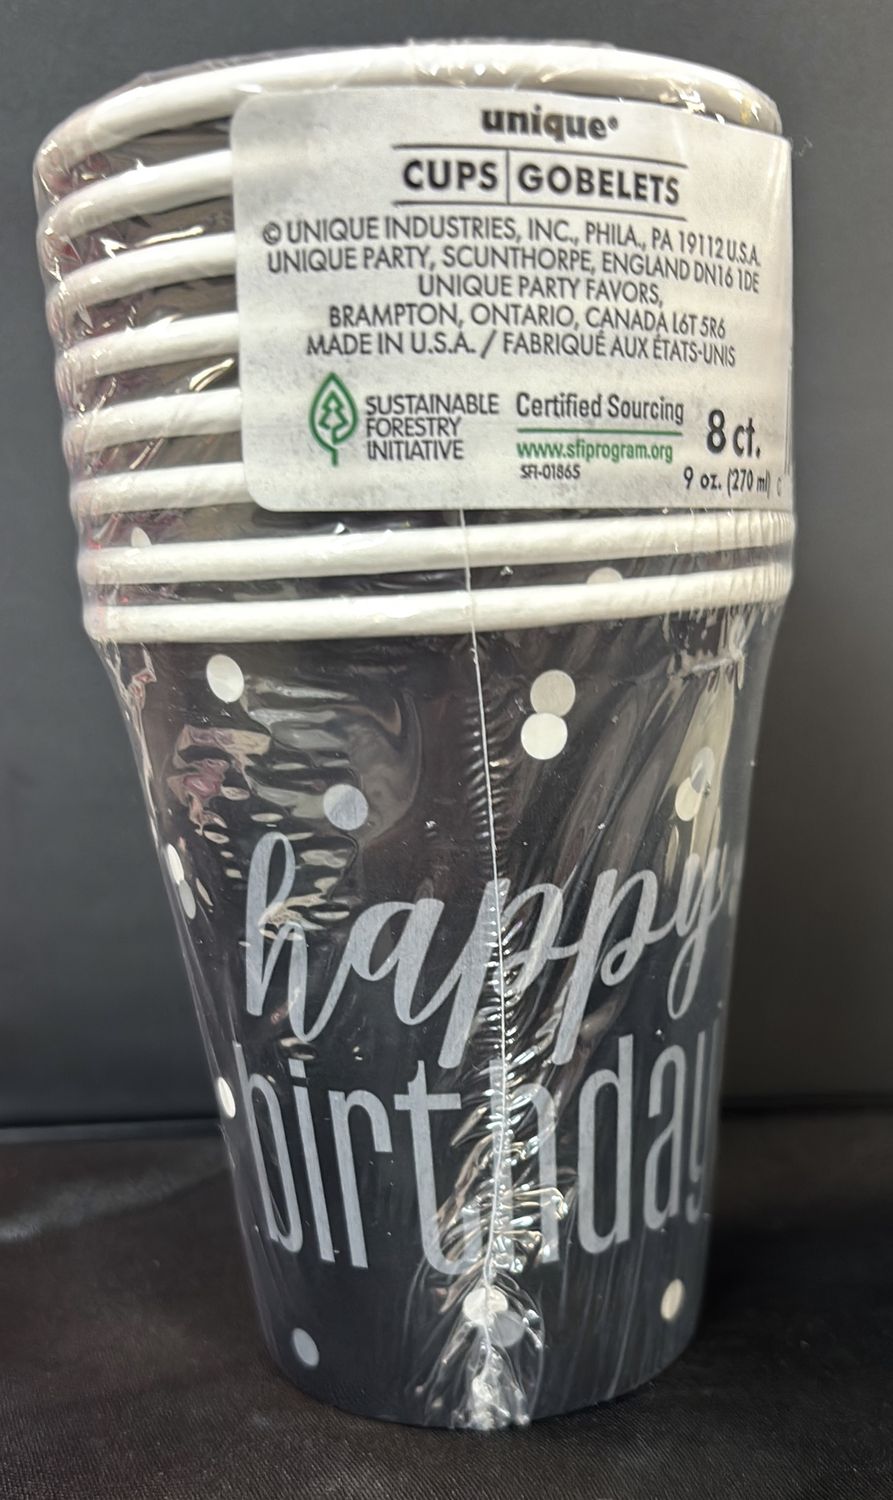 unique®
CUPS | GOBELETS
© UNIQUE INDUSTRIES, INC., PHILA., PA 19112 U.S.A.
UNIQUE PARTY, SCUNTHORPE, ENGLAND DN16 1DE
UNIQUE PARTY FAVORS,
BRAMPTON, ONTARIO, CANADA L6T 5R6
MADE IN U.S.A. / FABRIQUÉ AUX ÉTATS-UNIS
SUSTAINABLE
FORESTRY
INITIATIVE
Certified Sourcing
www.sfiprogram.org
SFI-01865
8 ct.
9 oz. (270 ml)
happy
birthday